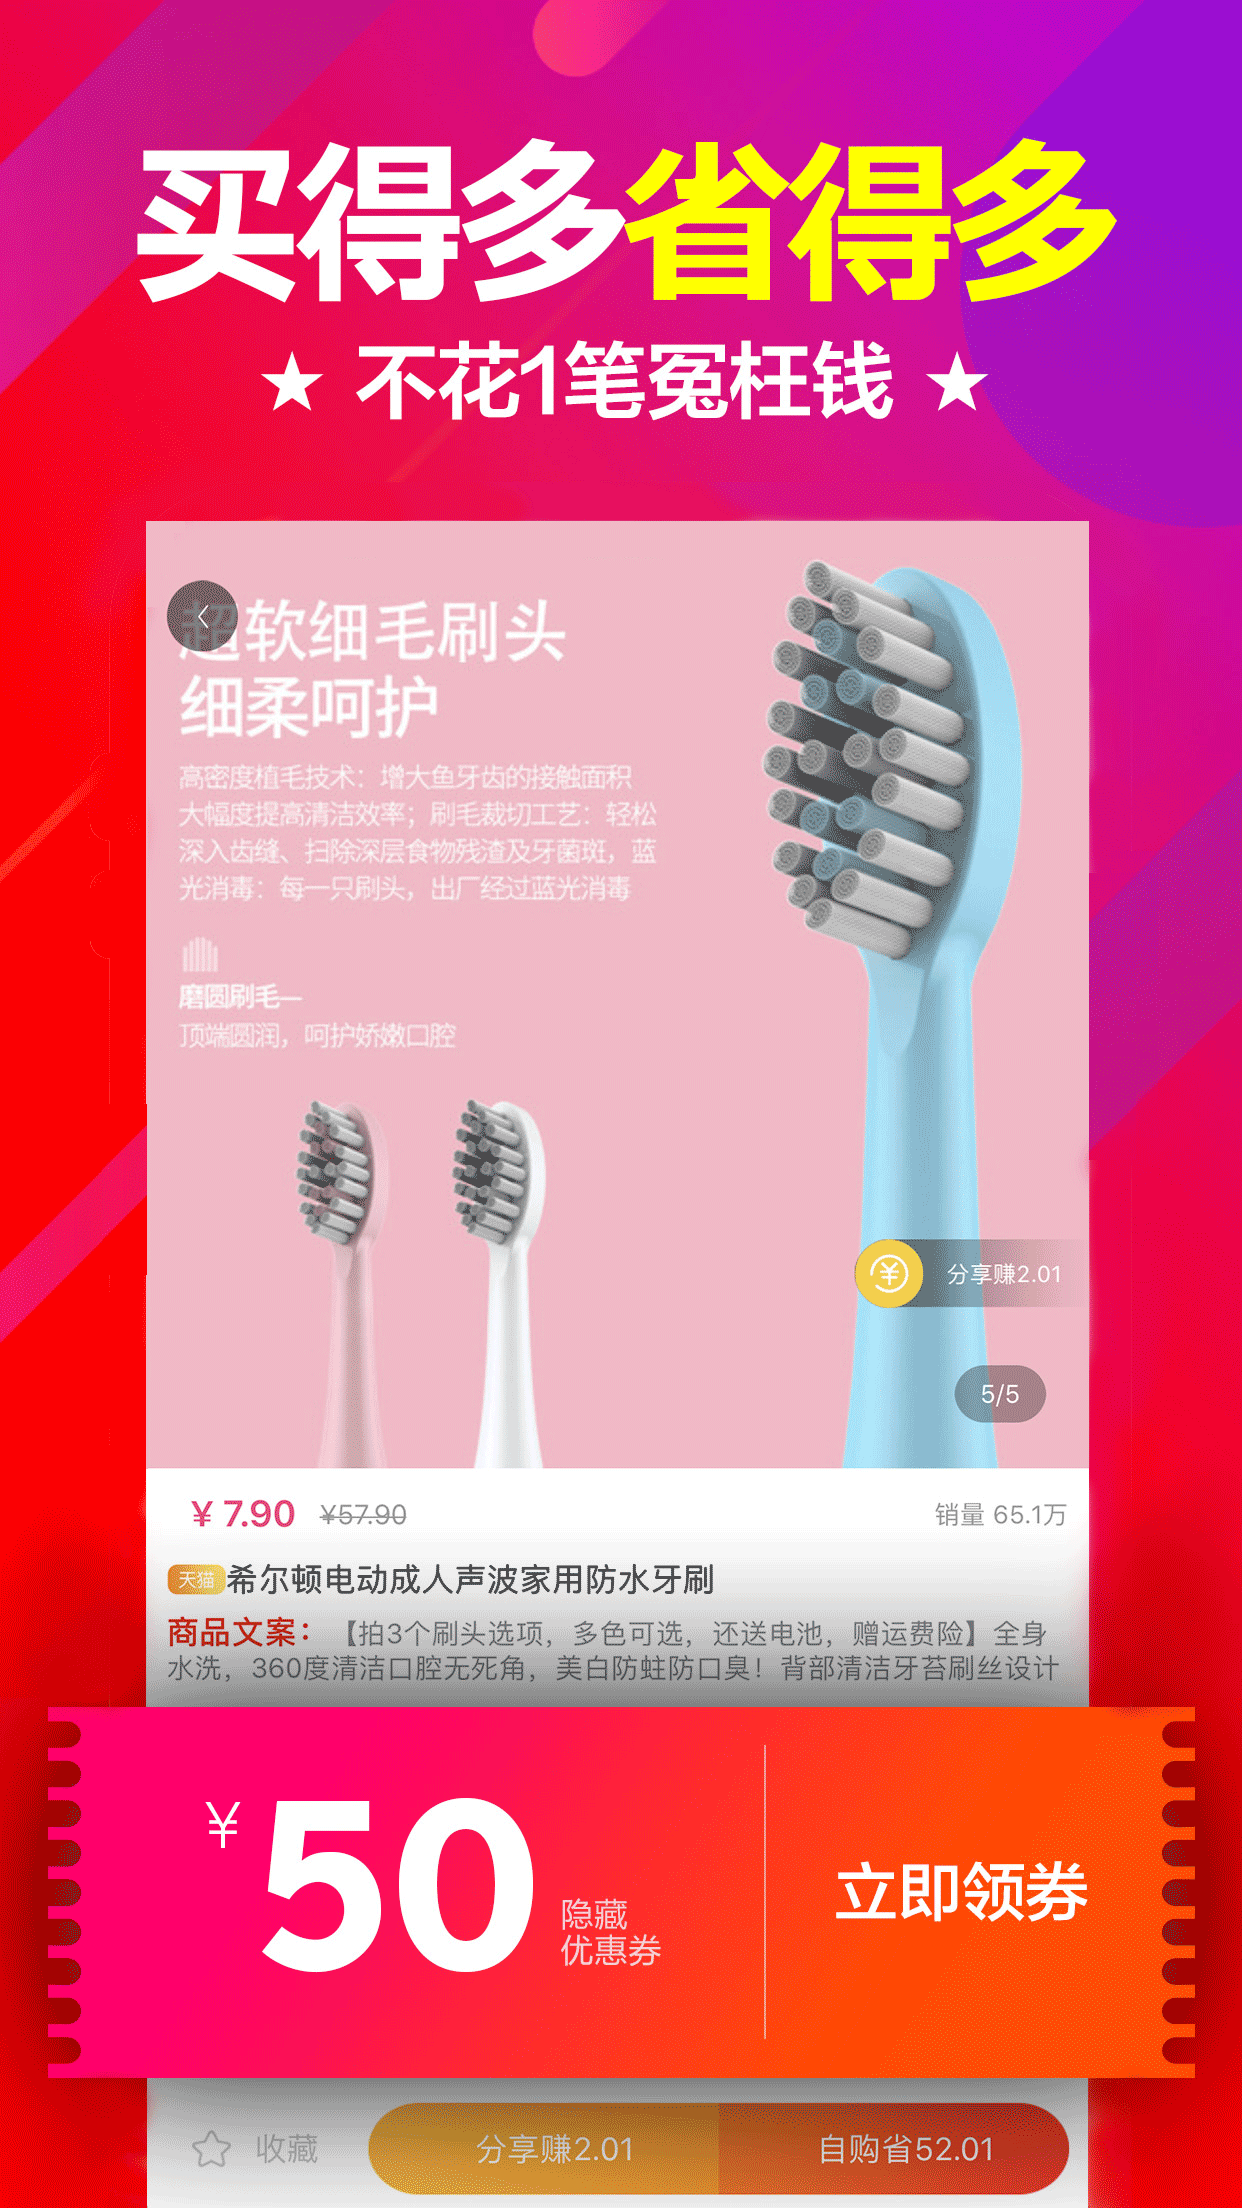 买得多省得多
★ 不花1笔冤枉钱 ★
超软细毛刷头
细柔呵护
高密度植毛技术：增大鱼牙齿的接触面积
大幅度提高清洁效率；刷毛裁切工艺：轻松
深入齿缝、扫除深层食物残渣及牙菌斑，蓝
光消毒：每一只刷头，出厂经过蓝光消毒
磨圆刷毛—
顶端圆润，呵护娇嫩口腔
分享赚2.01
5/5
¥ 7.90 ¥57.90 销量 65.1万
天猫 希尔顿电动成人声波家用防水牙刷
商品文案：【拍3个刷头选项，多色可选，还送电池，赠运费险】全身
水洗，360度清洁口腔无死角，美白防蛀防口臭！背部清洁牙苔刷丝设计
¥50 隐藏
优惠券
立即领券
收藏 分享赚2.01 自购省52.01